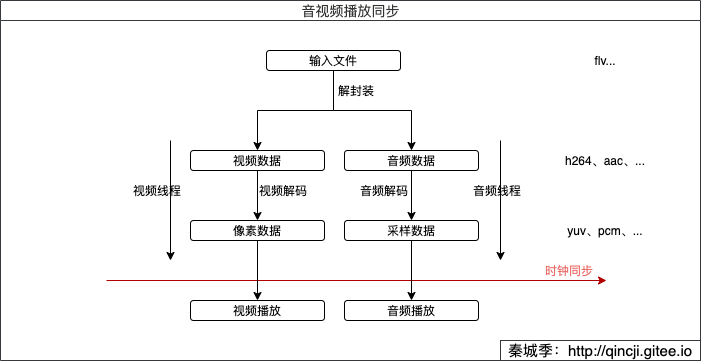 音视频播放同步
输入文件
flv...
解封装
视频数据
音频数据
h264、aac、...
视频线程
视频解码
音频解码
音频线程
像素数据
采样数据
yuv、pcm、...
时钟同步
视频播放
音频播放
秦城季：http://qincji.gitee.io